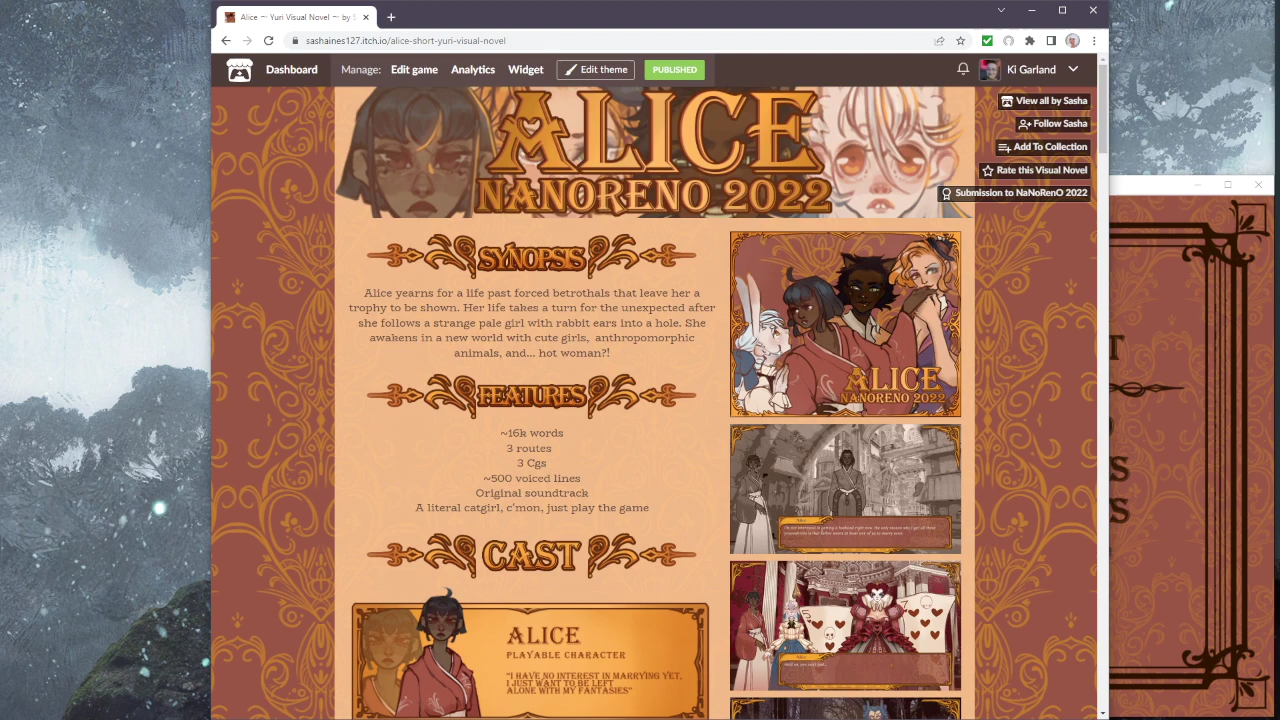 Alice ~ Yuri Visual Novel ~ by S
sashaines127.itch.io/alice-short-yuri-visual-novel
Dashboard
Manage:
Edit game
Analytics
Widget
Edit theme
PUBLISHED
Ki Garland
View all by Sasha
Follow Sasha
Add To Collection
Rate this Visual Novel
Submission to NaNoRenO 2022
ALICE
NANORENO 2022
SYNOPSIS
Alice yearns for a life past forced betrothals that leave her a
trophy to be shown. Her life takes a turn for the unexpected after
she follows a strange pale girl with rabbit ears into a hole. She
awakens in a new world with cute girls, anthropomorphic
animals, and... hot woman?!
FEATURES
~16k words
3 routes
3 Cgs
~500 voiced lines
Original soundtrack
A literal catgirl, c'mon, just play the game
CAST
ALICE
PLAYABLE CHARACTER
"I HAVE NO INTEREST IN MARRYING YET,
I JUST WANT TO BE LEFT
ALONE WITH MY FANTASIES"
ALICE
NANORENO 2022
Alice
Alice
T
S
S